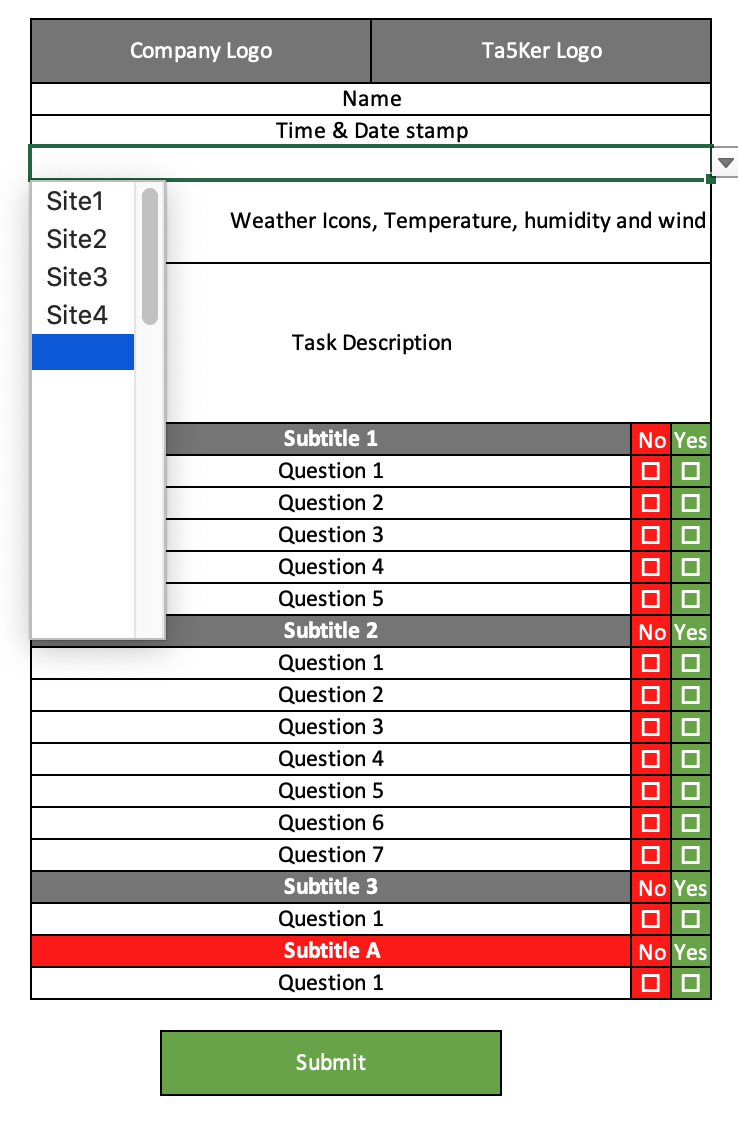 Company Logo Ta5Ker Logo
Name
Time & Date stamp
Site1
Site2
Site3
Site4
Weather Icons, Temperature, humidity and wind
Task Description
Subtitle 1 No Yes
Question 1
Question 2
Question 3
Question 4
Question 5
Subtitle 2 No Yes
Question 1
Question 2
Question 3
Question 4
Question 5
Question 6
Question 7
Subtitle 3 No Yes
Question 1
Subtitle A No Yes
Question 1
Submit